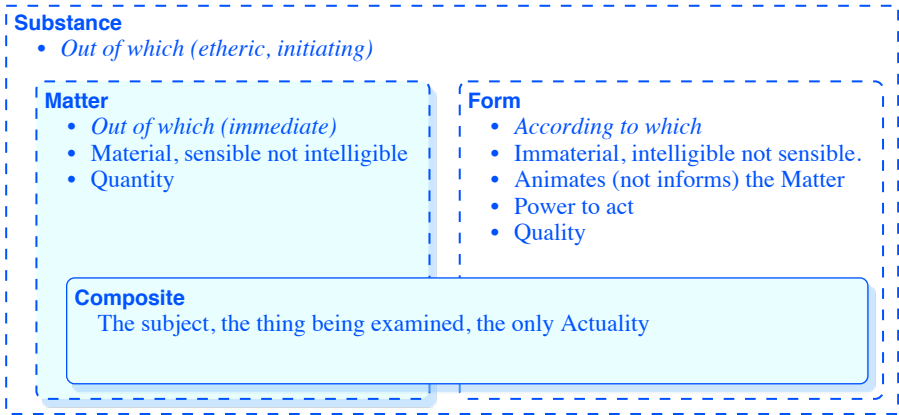 Substance
• Out of which (etheric, initiating)
Matter
• Out of which (immediate)
• Material, sensible not intelligible
• Quantity
Form
• According to which
• Immaterial, intelligible not sensible.
• Animates (not informs) the Matter
• Power to act
• Quality
Composite
The subject, the thing being examined, the only Actuality